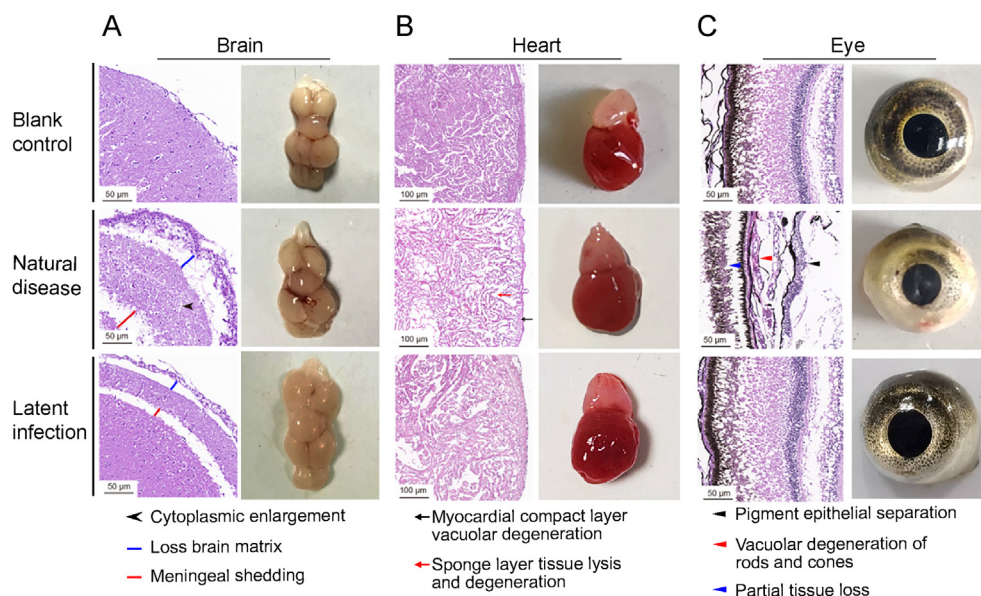 A
B
C
Brain
Heart
Eye
Blank
control
50 μm
100 μm
50 μm
Natural
disease
50 μm
100 μm
50 μm
Latent
infection
50 μm
100 μm
50 μm
Cytoplasmic enlargement
Loss brain matrix
Meningeal shedding
Myocardial compact layer
vacuolar degeneration
Sponge layer tissue lysis
and degeneration
Pigment epithelial separation
Vacuolar degeneration of
rods and cones
Partial tissue loss